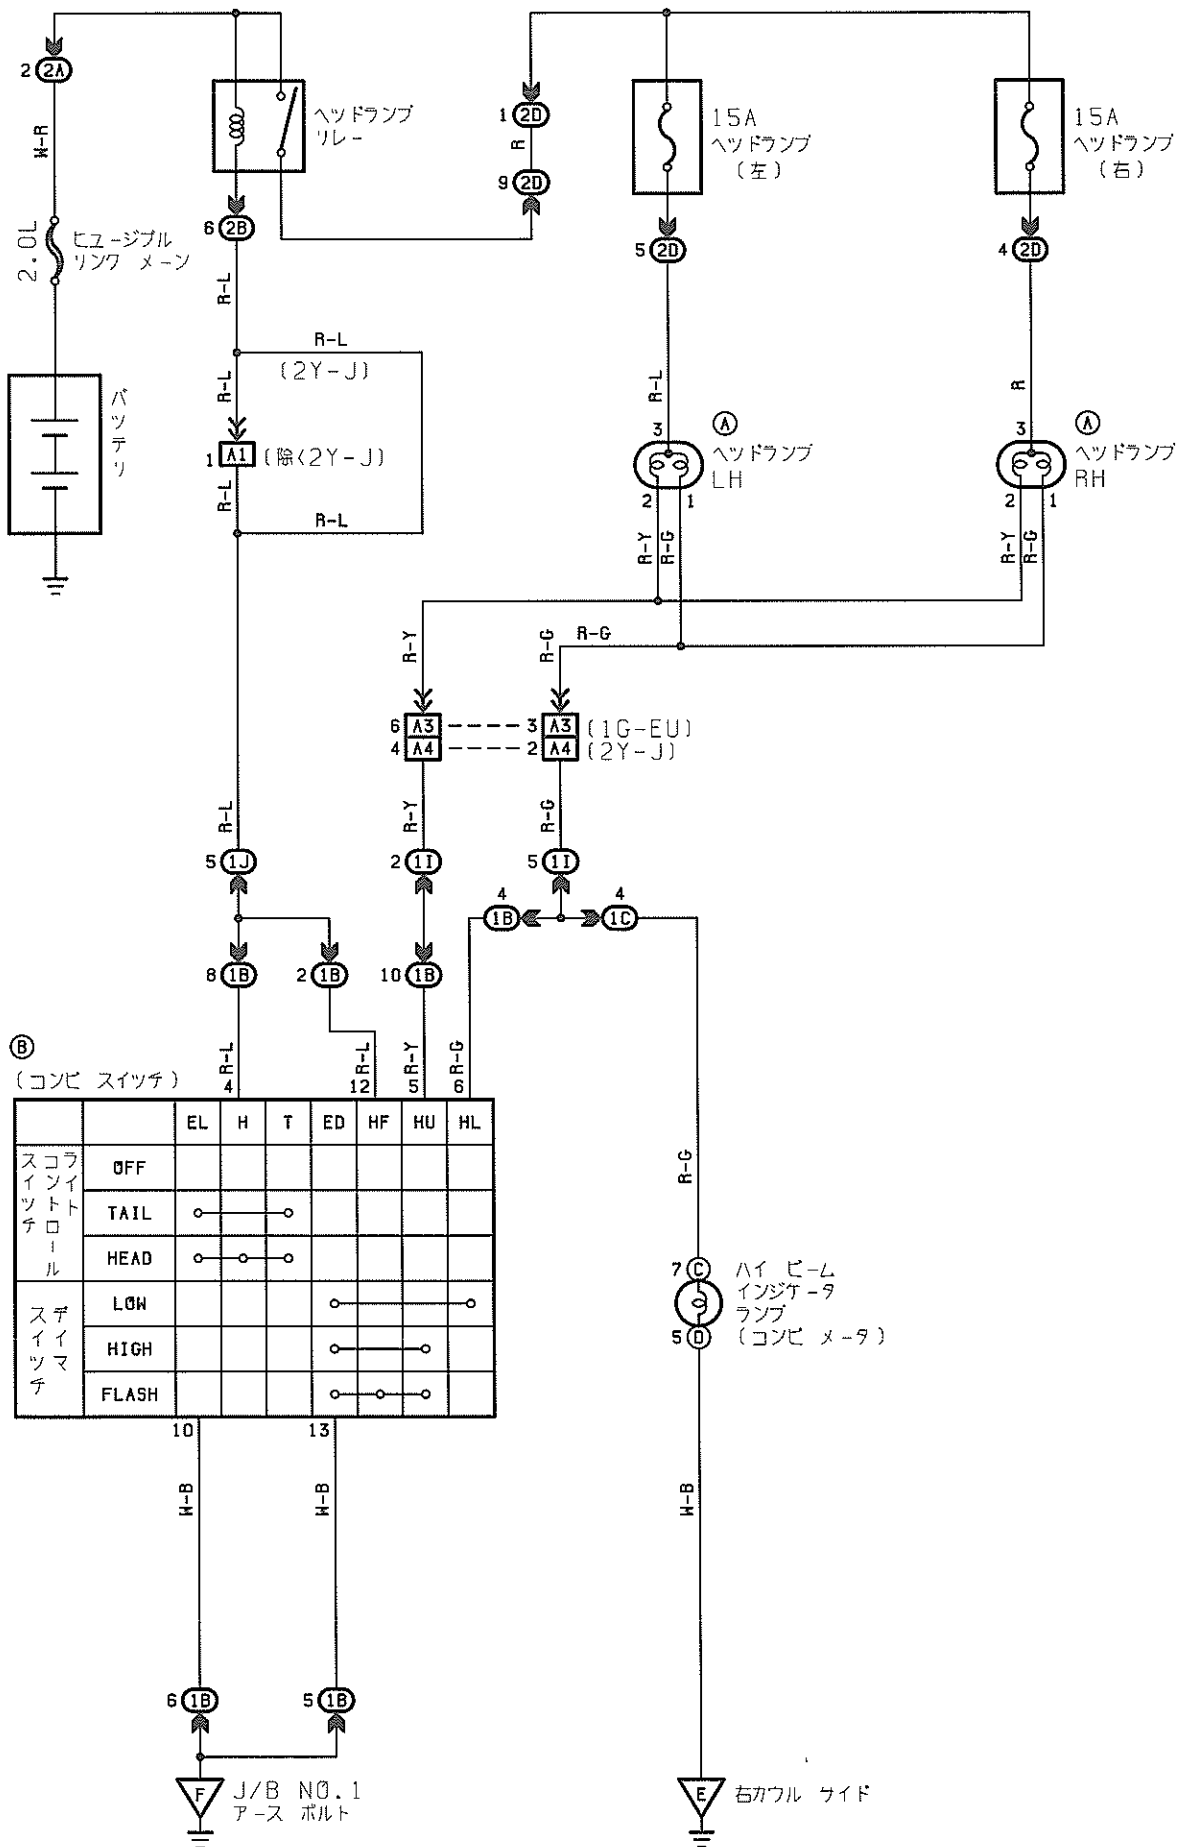 2 2A
W-R
2.0L
ヒュージブル
リンク メーン
バッテリ
ヘッドランプ
リレー
6 2B
R-L
R-L
(2Y-J)
R-L
1 A1 (除く2Y-J)
R-L
R-L
1 2D
R
9 2D
15A
ヘッドランプ
(左)
15A
ヘッドランプ
(右)
5 2D
4 2D
R-L
R
3
A
ヘッドランプ
LH
2 1
3
A
ヘッドランプ
RH
2 1
R-Y
R-G
R-Y
R-G
R-Y
R-G
R-G
6 A3 3 A3 (1G-EU)
4 A4 2 A4 (2Y-J)
R-L
R-Y
R-G
5 1J
2 1I
5 1I
4
1B
4
1C
8 1B
2 1B
10 1B
R-L
R-L
R-Y
R-G
B
(コンビ スイッチ)
4 12 5 6
EL H T ED HF HU HL
ライト
コントロール
スイッチ
OFF
TAIL
HEAD
ディマ
スイッチ
LOW
HIGH
FLASH
10 13
W-B
W-B
6 1B
5 1B
F
J/B NO.1
アース ボルト
R-G
7 C
ハイ ビーム
インジケータ
ランプ
(コンビ メータ)
5 D
W-B
E
右カウル サイド